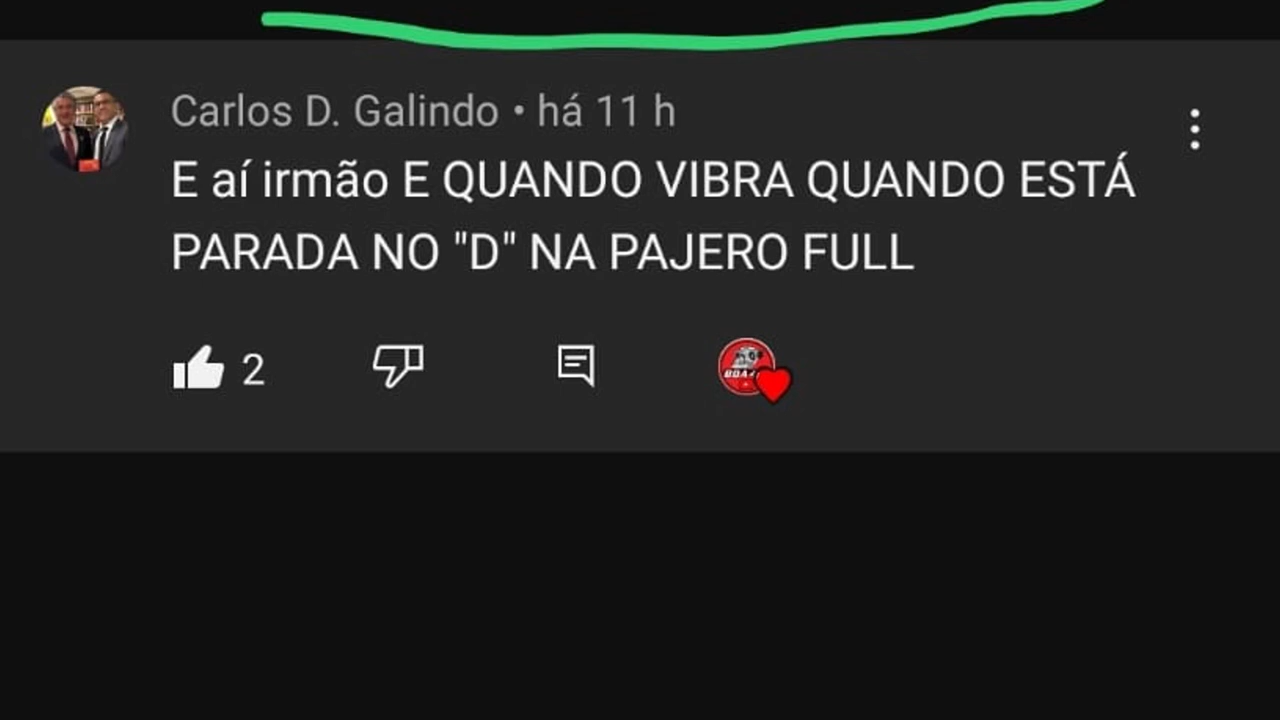 Carlos D. Galindo • há 11 h
E aí irmão E QUANDO VIBRA QUANDO ESTÁ
PARADA NO "D" NA PAJERO FULL
2